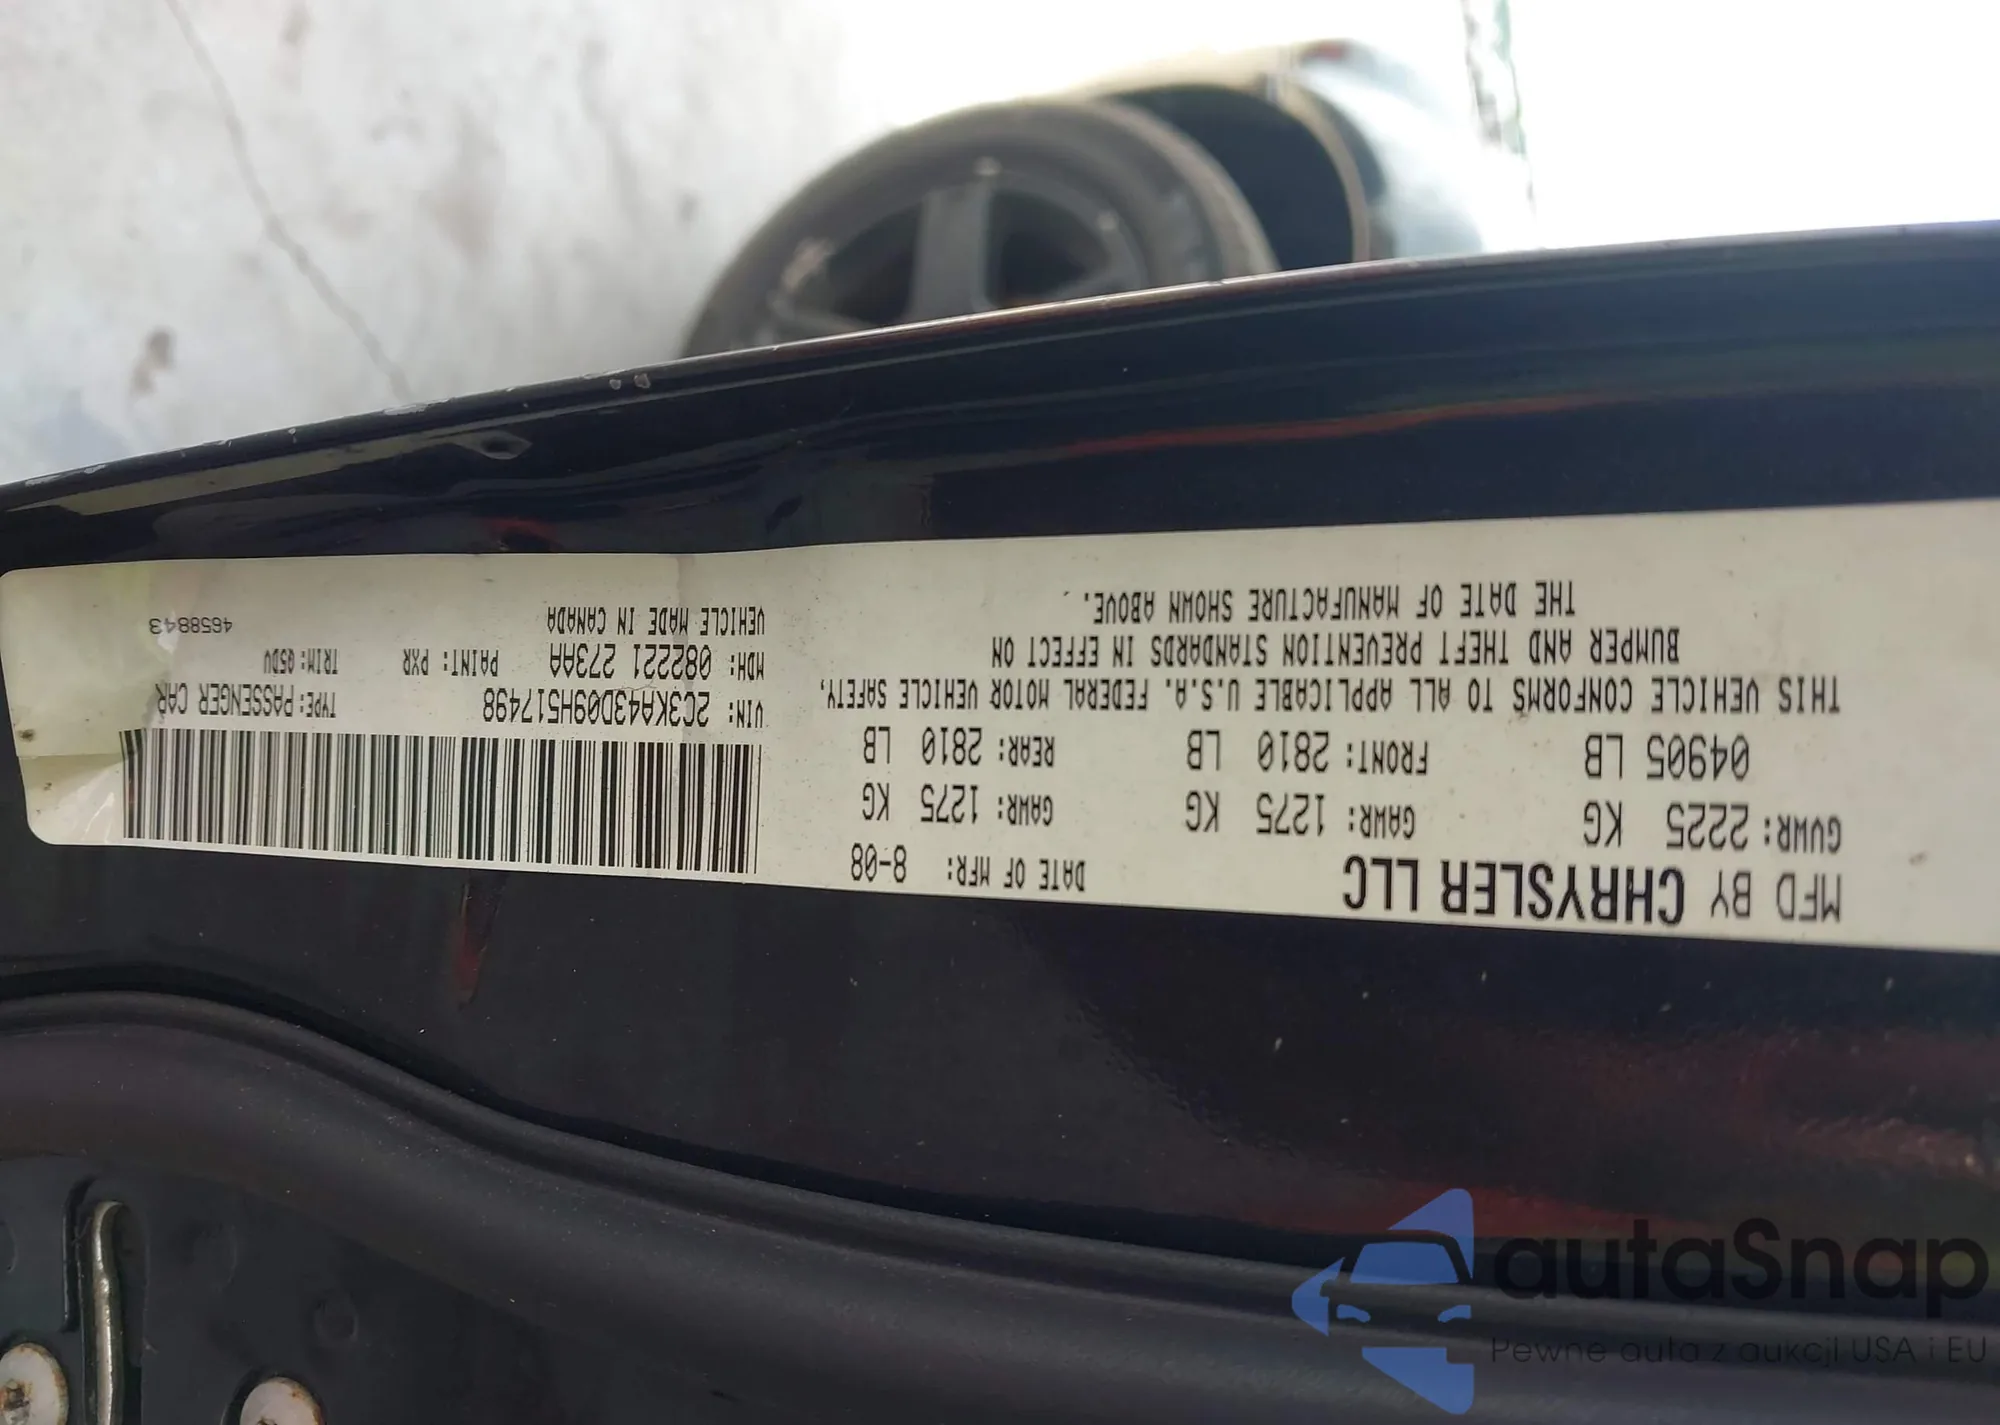 MFD BY CHRYSLER LLC
DATE OF MFR: 8-08
GVWR: 2225 KG
GAWR: 1275 KG
GAWR: 1275 KG
04905 LB
FRONT: 2810 LB
REAR: 2810 LB
THIS VEHICLE CONFORMS TO ALL APPLICABLE U.S.A. FEDERAL MOTOR VEHICLE SAFETY,
BUMPER AND THEFT PREVENTION STANDARDS IN EFFECT ON
THE DATE OF MANUFACTURE SHOWN ABOVE.
VIN: 2C3KA43D09H517498
TYPE: PASSENGER CAR
MDH: 082221 273AA
PAINT: PXR
TRIM: 05DV
VEHICLE MADE IN CANADA
4658843
autaSnap
Pewne auta z aukcji USA i EU